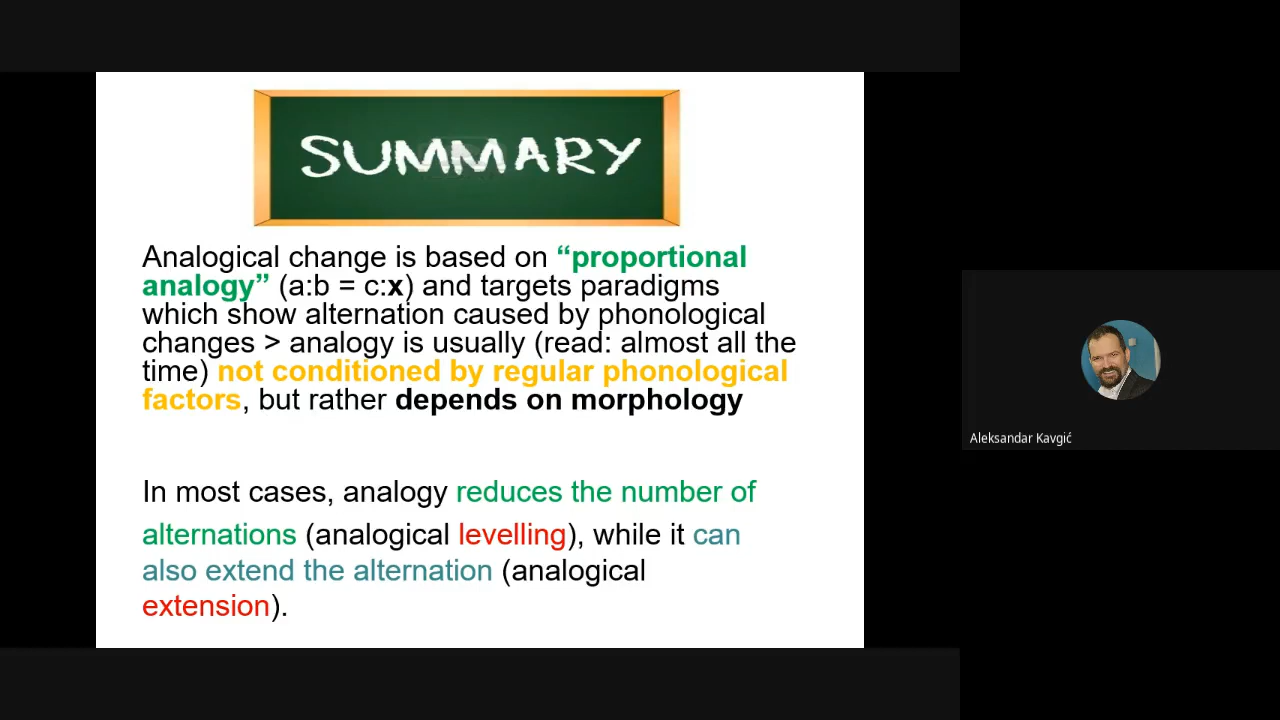 SUMMARY
Analogical change is based on “proportional
analogy” (a:b = c:x) and targets paradigms
which show alternation caused by phonological
changes > analogy is usually (read: almost all the
time) not conditioned by regular phonological
factors, but rather depends on morphology
In most cases, analogy reduces the number of
alternations (analogical levelling), while it can
also extend the alternation (analogical
extension).
Aleksandar Kavgić